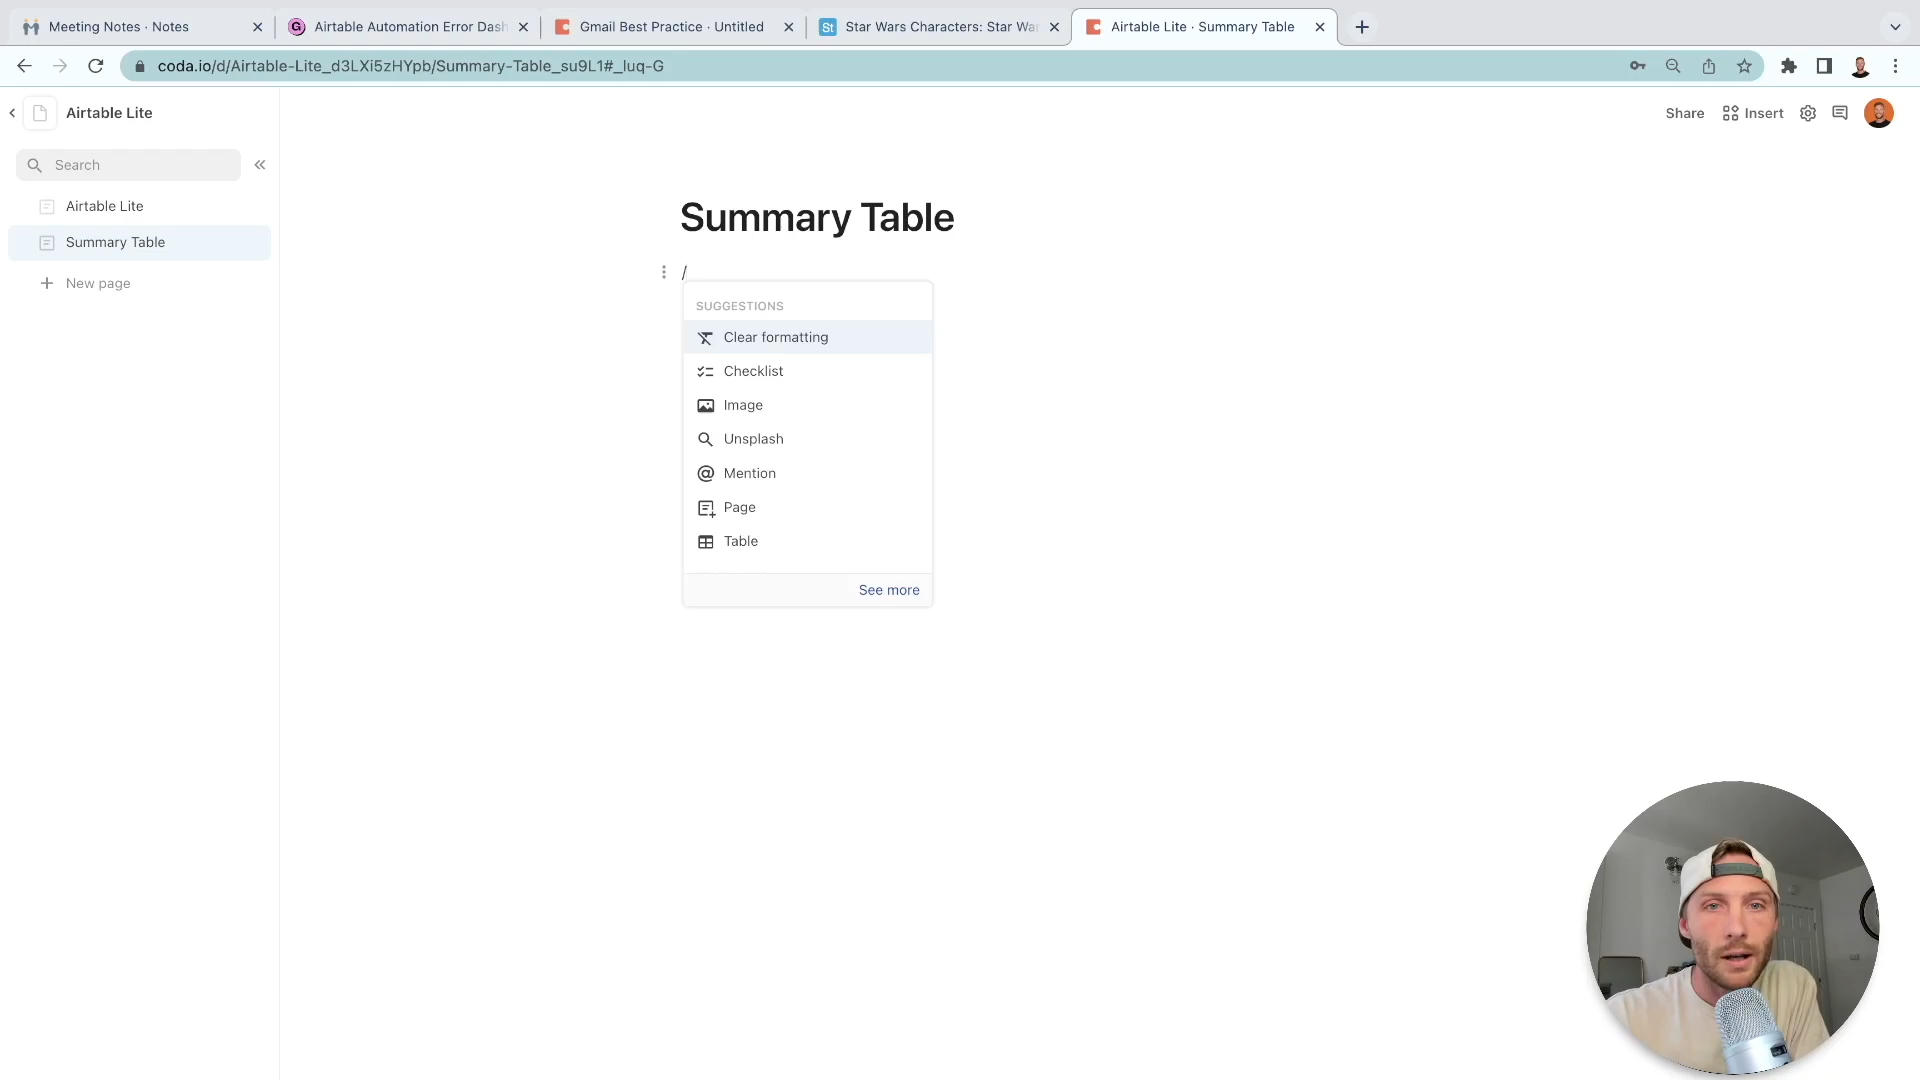 Meeting Notes · Notes
Airtable Automation Error Dash
Gmail Best Practice · Untitled
Star Wars Characters: Star Wa
Airtable Lite · Summary Table
coda.io/d/Airtable-Lite_d3LXi5zHYpb/Summary-Table_su9L1#_luq-G
Airtable Lite
Share
Insert
Search
Airtable Lite
Summary Table
New page
Summary Table
/
SUGGESTIONS
Clear formatting
Checklist
Image
Unsplash
Mention
Page
Table
See more